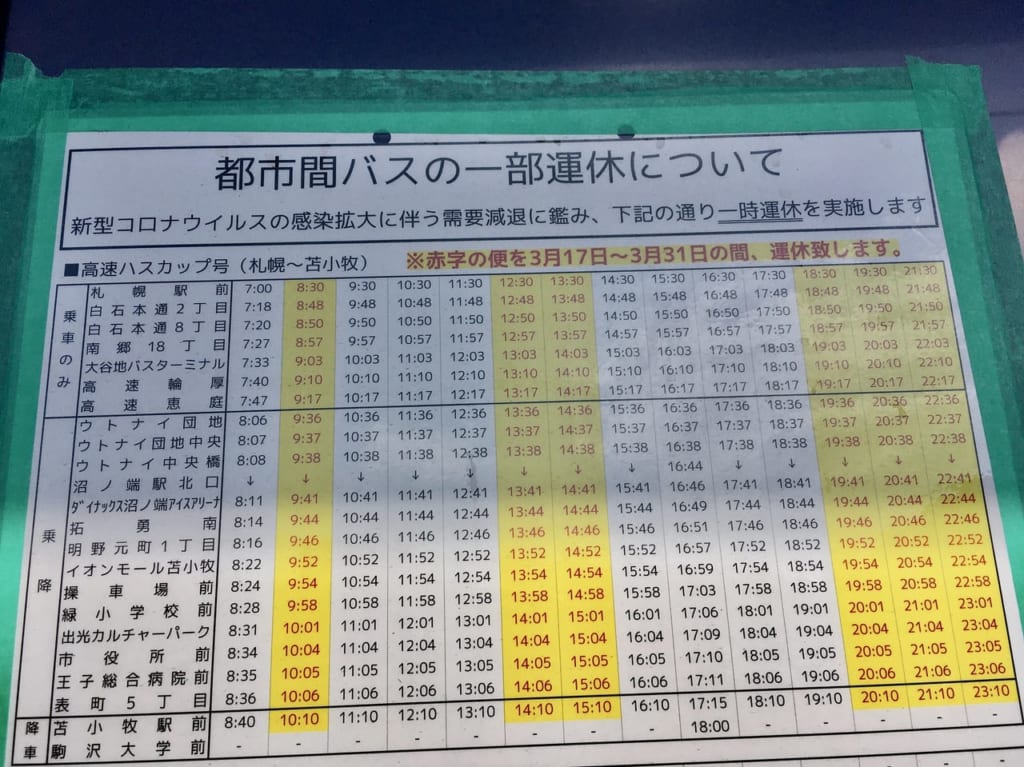 都市間バスの一部運休について
新型コロナウイルスの感染拡大に伴う需要減退に鑑み、下記の通り一時運休を実施します
■高速ハスカップ号（札幌～苫小牧） ※赤字の便を3月17日～3月31日の間、運休致します。
乗車のみ
札幌駅前 7:00 8:30 9:30 10:30 11:30 12:30 13:30 14:30 15:30 16:30 17:30 18:30 19:30 21:30
白石本通2丁目 7:18 8:48 9:48 10:48 11:48 12:48 13:48 14:48 15:48 16:48 17:48 18:48 19:48 21:48
白石本通8丁目 7:20 8:50 9:50 10:50 11:50 12:50 13:50 14:50 15:50 16:50 17:50 18:50 19:50 21:50
南郷18丁目 7:27 8:57 9:57 10:57 11:57 12:57 13:57 14:57 15:57 16:57 17:57 18:57 19:57 21:57
大谷地バスターミナル 7:33 9:03 10:03 11:03 12:03 13:03 14:03 15:03 16:03 17:03 18:03 19:03 20:03 22:03
高速輪厚 7:40 9:10 10:10 11:10 12:10 13:10 14:10 15:10 16:10 17:10 18:10 19:10 20:10 22:10
高速恵庭 7:47 9:17 10:17 11:17 12:17 13:17 14:17 15:17 16:17 17:17 18:17 19:17 20:17 22:17
乗降
ウトナイ団地 8:06 9:36 10:36 11:36 12:36 13:36 14:36 15:36 16:36 17:36 18:36 19:36 20:36 22:36
ウトナイ団地中央 8:07 9:37 10:37 11:37 12:37 13:37 14:37 15:37 16:37 17:37 18:37 19:37 20:37 22:37
ウトナイ中央橋 8:08 9:38 10:38 11:38 12:38 13:38 14:38 15:38 16:38 17:38 18:38 19:38 20:38 22:38
沼ノ端駅北口 ↓ ↓ ↓ ↓ ↓ ↓ ↓ ↓ 16:44 ↓ ↓ ↓ ↓ ↓
ダイナックス沼ノ端アイスアリーナ 8:11 9:41 10:41 11:41 12:41 13:41 14:41 15:41 16:46 17:41 18:41 19:41 20:41 22:41
拓勇南 8:14 9:44 10:44 11:44 12:44 13:44 14:44 15:44 16:49 17:44 18:44 19:44 20:44 22:44
明野元町1丁目 8:16 9:46 10:46 11:46 12:46 13:46 14:46 15:46 16:51 17:46 18:46 19:46 20:46 22:46
イオンモール苫小牧 8:22 9:52 10:52 11:52 12:52 13:52 14:52 15:52 16:57 17:52 18:52 19:52 20:52 22:52
操車場前 8:24 9:54 10:54 11:54 12:54 13:54 14:54 15:54 16:59 17:54 18:54 19:54 20:54 22:54
緑小学校前 8:28 9:58 10:58 11:58 12:58 13:58 14:58 15:58 17:03 17:58 18:58 19:58 20:58 22:58
出光カルチャーパーク 8:31 10:01 11:01 12:01 13:01 14:01 15:01 16:01 17:06 18:01 19:01 20:01 21:01 23:01
市役所前 8:34 10:04 11:04 12:04 13:04 14:04 15:04 16:04 17:09 18:04 19:04 20:04 21:04 23:04
王子総合病院前 8:35 10:05 11:05 12:05 13:05 14:05 15:05 16:05 17:10 18:05 19:05 20:05 21:05 23:05
表町5丁目 8:36 10:06 11:06 12:06 13:06 14:06 15:06 16:06 17:11 18:06 19:06 20:06 21:06 23:06
降車
苫小牧駅前 8:40 10:10 11:10 12:10 13:10 14:10 15:10 16:10 17:15 18:10 19:10 20:10 21:10 23:10
駒沢大学前 - - - - - - - - 18:00 - - - - -